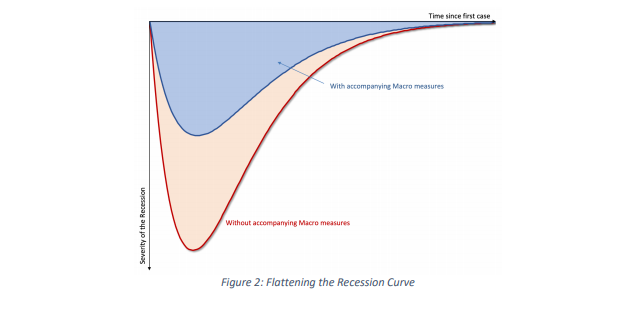 Time since first case
With accompanying Macro measures
Without accompanying Macro measures
Severity of the Recession
Figure 2: Flattening the Recession Curve